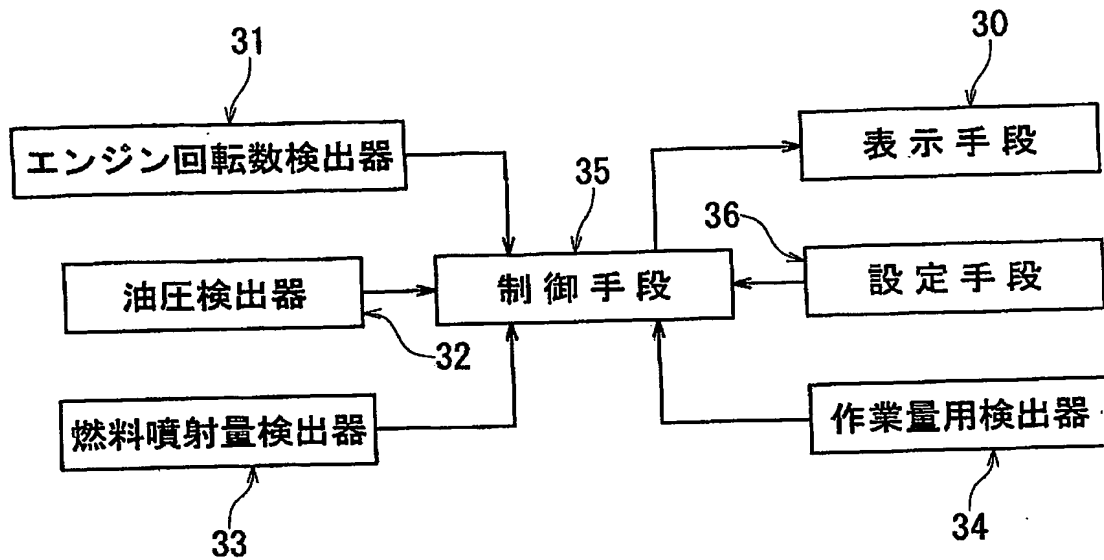 31
30
エンジン回転数検出器
表示手段
35
36
油圧検出器
制御手段
設定手段
32
燃料噴射量検出器
作業量用検出器
33
34